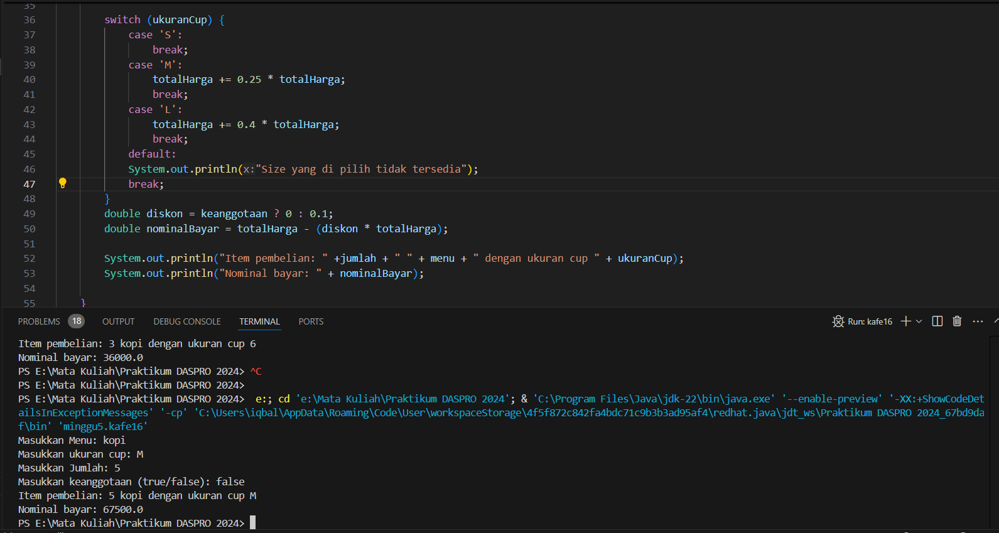 35
36 switch (ukuranCup) {
37 case 'S':
38 break;
39 case 'M':
40 totalHarga += 0.25 * totalHarga;
41 break;
42 case 'L':
43 totalHarga += 0.4 * totalHarga;
44 break;
45 default:
46 System.out.println(x:"Size yang di pilih tidak tersedia");
47 break;
48 }
49 double diskon = keanggotaan ? 0 : 0.1;
50 double nominalBayar = totalHarga - (diskon * totalHarga);
51
52 System.out.println("Item pembelian: " +jumlah + " " + menu + " dengan ukuran cup " + ukuranCup);
53 System.out.println("Nominal bayar: " + nominalBayar);
54
55 }
PROBLEMS 18 OUTPUT DEBUG CONSOLE TERMINAL PORTS Run: kafe16
Item pembelian: 3 kopi dengan ukuran cup 6
Nominal bayar: 36000.0
PS E:\Mata Kuliah\Praktikum DASPRO 2024> ^C
PS E:\Mata Kuliah\Praktikum DASPRO 2024>
PS E:\Mata Kuliah\Praktikum DASPRO 2024> e:; cd 'e:\Mata Kuliah\Praktikum DASPRO 2024'; & 'C:\Program Files\Java\jdk-22\bin\java.exe' '--enable-preview' '-XX:+ShowCodeDet
ailsInExceptionMessages' '-cp' 'C:\Users\iqbal\AppData\Roaming\Code\User\workspaceStorage\4f5f872c842fa4bdc71c9b3b3ad95af4\redhat.java\jdt_ws\Praktikum DASPRO 2024_67bd9da
f\bin' 'minggu5.kafe16'
Masukkan Menu: kopi
Masukkan ukuran cup: M
Masukkan Jumlah: 5
Masukkan keanggotaan (true/false): false
Item pembelian: 5 kopi dengan ukuran cup M
Nominal bayar: 67500.0
PS E:\Mata Kuliah\Praktikum DASPRO 2024>